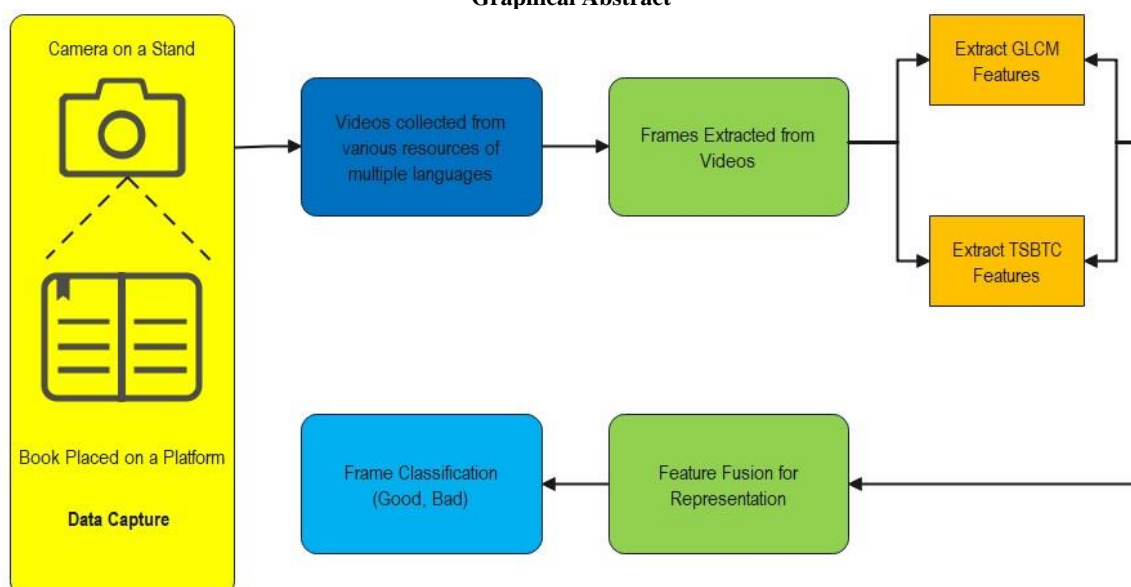 Graphical Abstract
Camera on a Stand
Book Placed on a Platform
Data Capture
Videos collected from
various resources of
multiple languages
Frames Extracted from
Videos
Extract GLCM
Features
Extract TSBTC
Features
Feature Fusion for
Representation
Frame Classification
(Good, Bad)